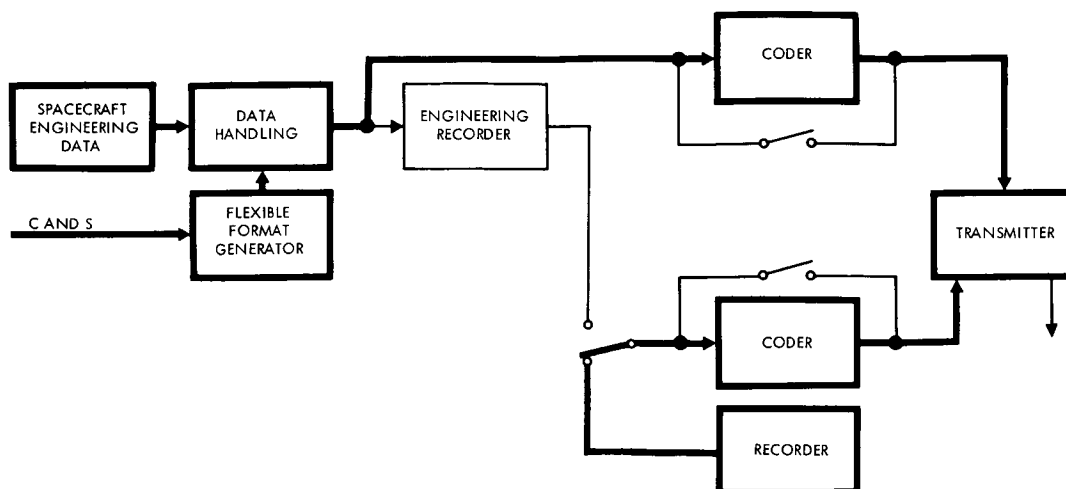 CODER
SPACECRAFT
ENGINEERING
DATA
DATA
HANDLING
ENGINEERING
RECORDER
C AND S
FLEXIBLE
FORMAT
GENERATOR
TRANSMITTER
CODER
RECORDER